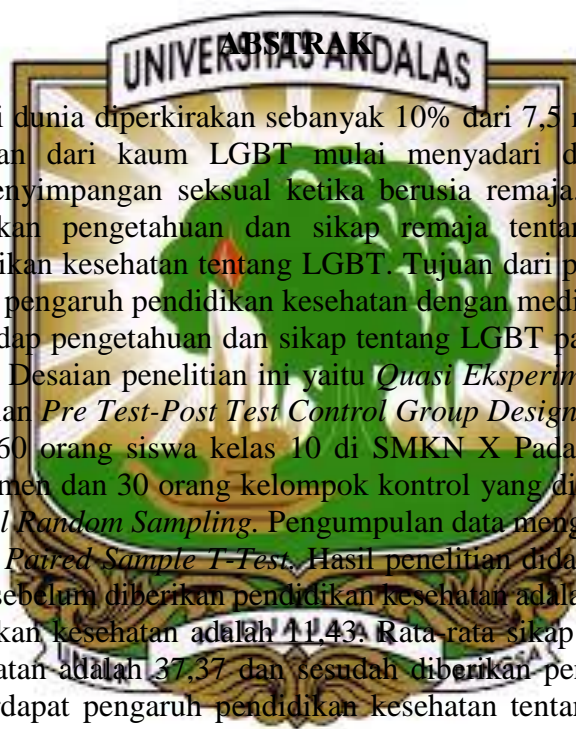 ABSTRAK
UNIVERSITAS ANDALAS
i dunia diperkirakan sebanyak 10% dari 7,5
an dari kaum LGBT mulai menyadari d
enyimpangan seksual ketika berusia remaja.
kan pengetahuan dan sikap remaja tentan
ikan kesehatan tentang LGBT. Tujuan dari p
pengaruh pendidikan kesehatan dengan medi
dap pengetahuan dan sikap tentang LGBT pa
Desaian penelitian ini yaitu Quasi Eksperim
an Pre Test-Post Test Control Group Design
60 orang siswa kelas 10 di SMKN X Pada
men dan 30 orang kelompok kontrol yang di
l Random Sampling. Pengumpulan data meng
Paired Sample T-Test. Hasil penelitian dida
sebelum diberikan pendidikan kesehatan adala
kan kesehatan adalah 11,43. Rata-rata sikap
atan adalah 37,37 dan sesudah diberikan pen
rdapat pengaruh pendidikan kesehatan tentan